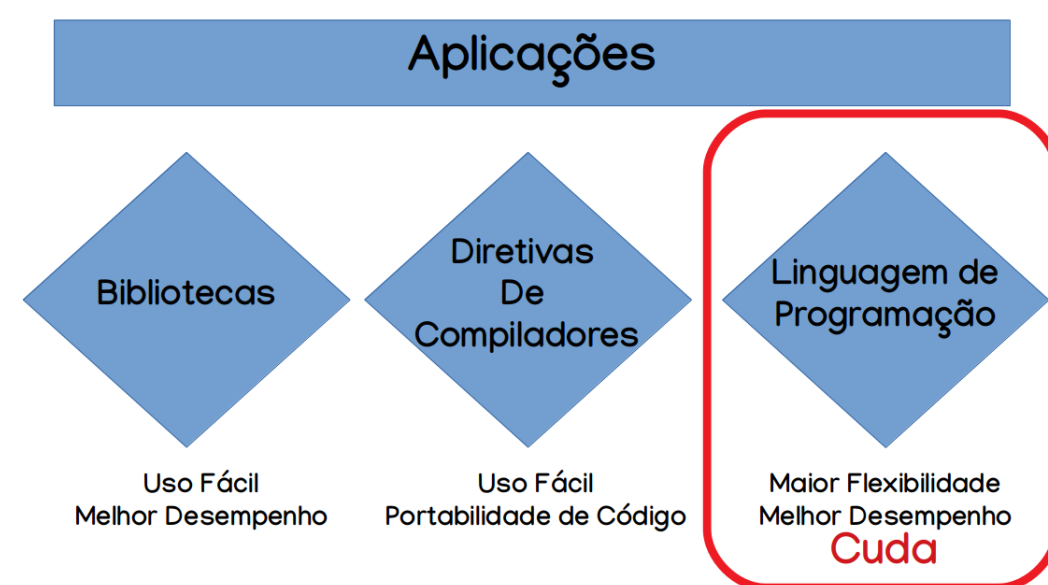 Aplicações
Bibliotecas
Uso Fácil
Melhor Desempenho
Diretivas
De
Compiladores
Uso Fácil
Portabilidade de Código
Linguagem de
Programação
Maior Flexibilidade
Melhor Desempenho
Cuda